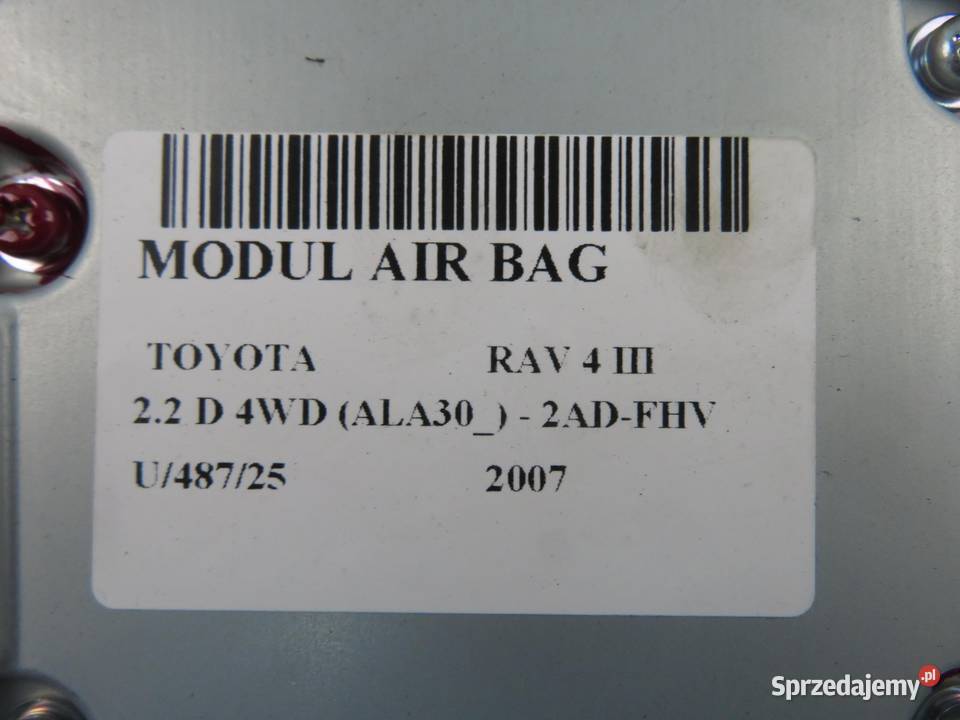 MODUL AIR BAG
TOYOTA RAV 4 III
2.2 D 4WD (ALA30_) - 2AD-FHV
U/487/25 2007
Sprzedajemy.pl